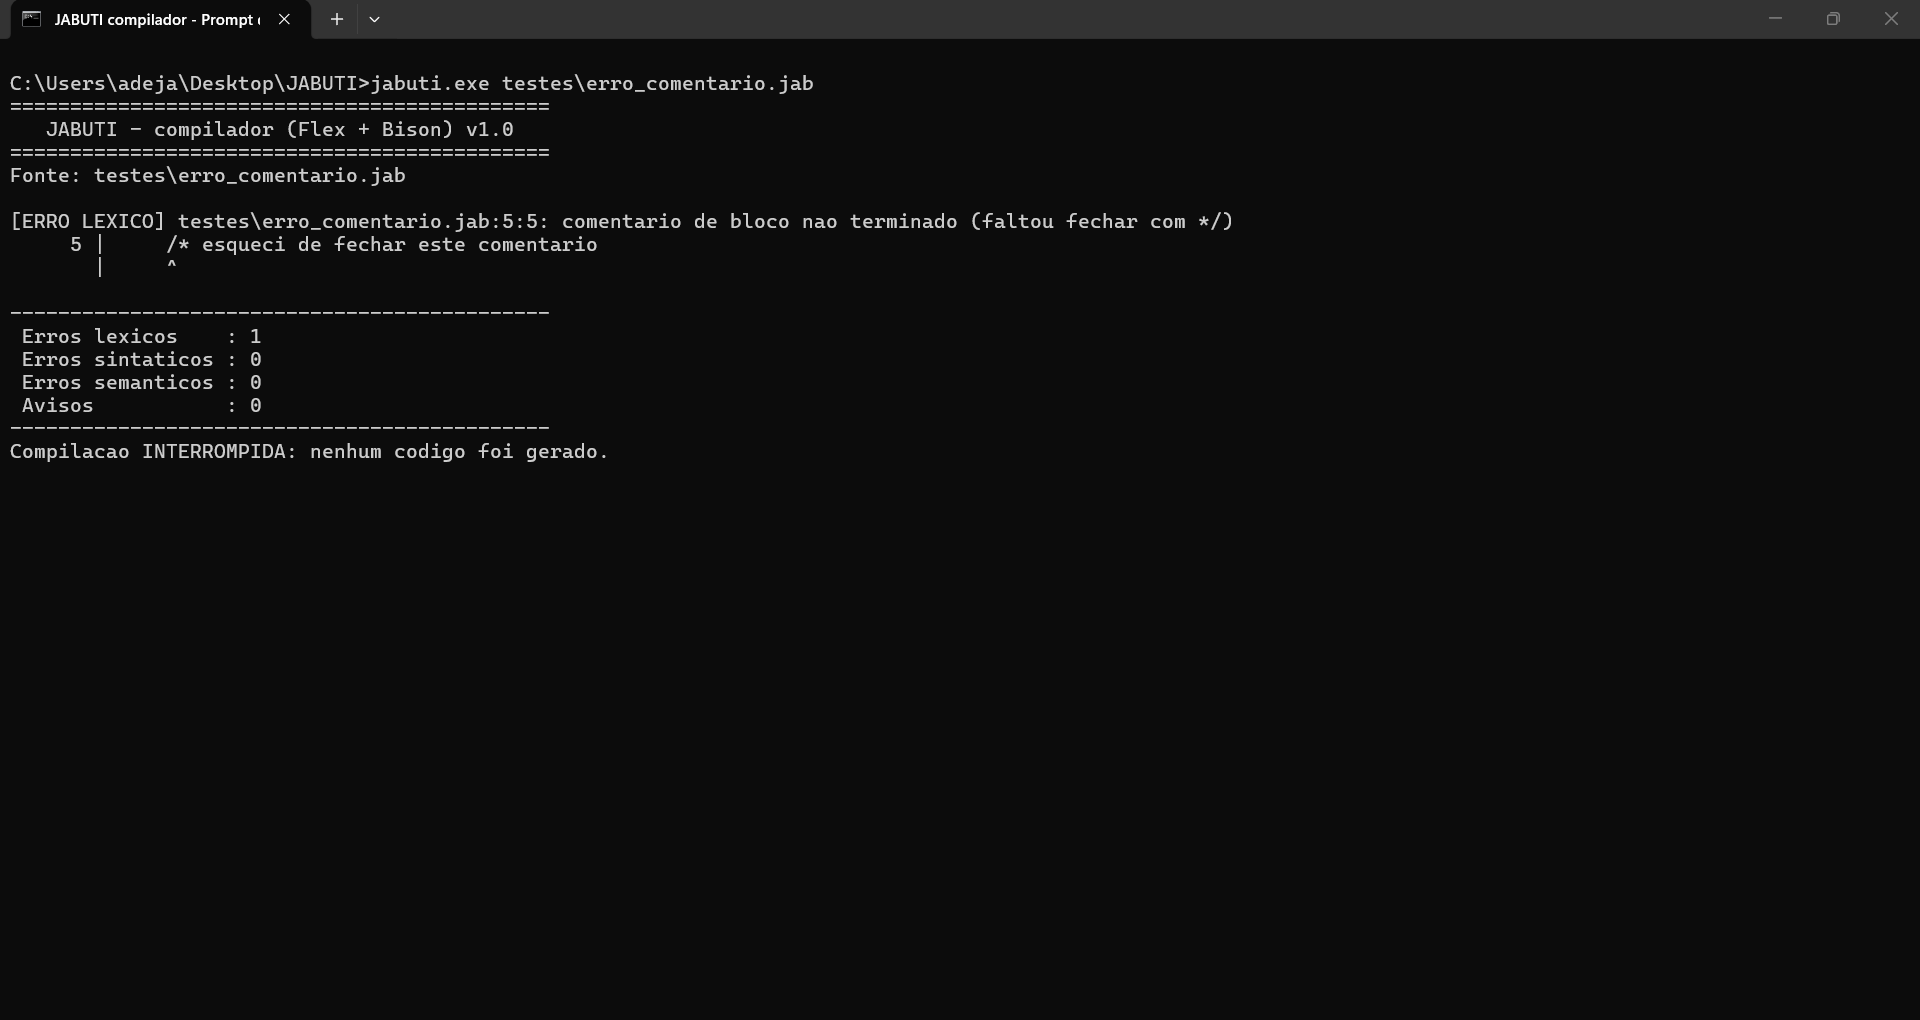 JABUTI compilador - Prompt
C:\Users\adeja\Desktop\JABUTI>jabuti.exe testes\erro_comentario.jab
=============================================
   JABUTI - compilador (Flex + Bison) v1.0
=============================================
Fonte: testes\erro_comentario.jab
[ERRO LEXICO] testes\erro_comentario.jab:5:5: comentario de bloco nao terminado (faltou fechar com */)
     5 |     /* esqueci de fechar este comentario
       |     ^
---------------------------------------------
 Erros lexicos    : 1
 Erros sintaticos : 0
 Erros semanticos : 0
 Avisos           : 0
---------------------------------------------
Compilacao INTERROMPIDA: nenhum codigo foi gerado.